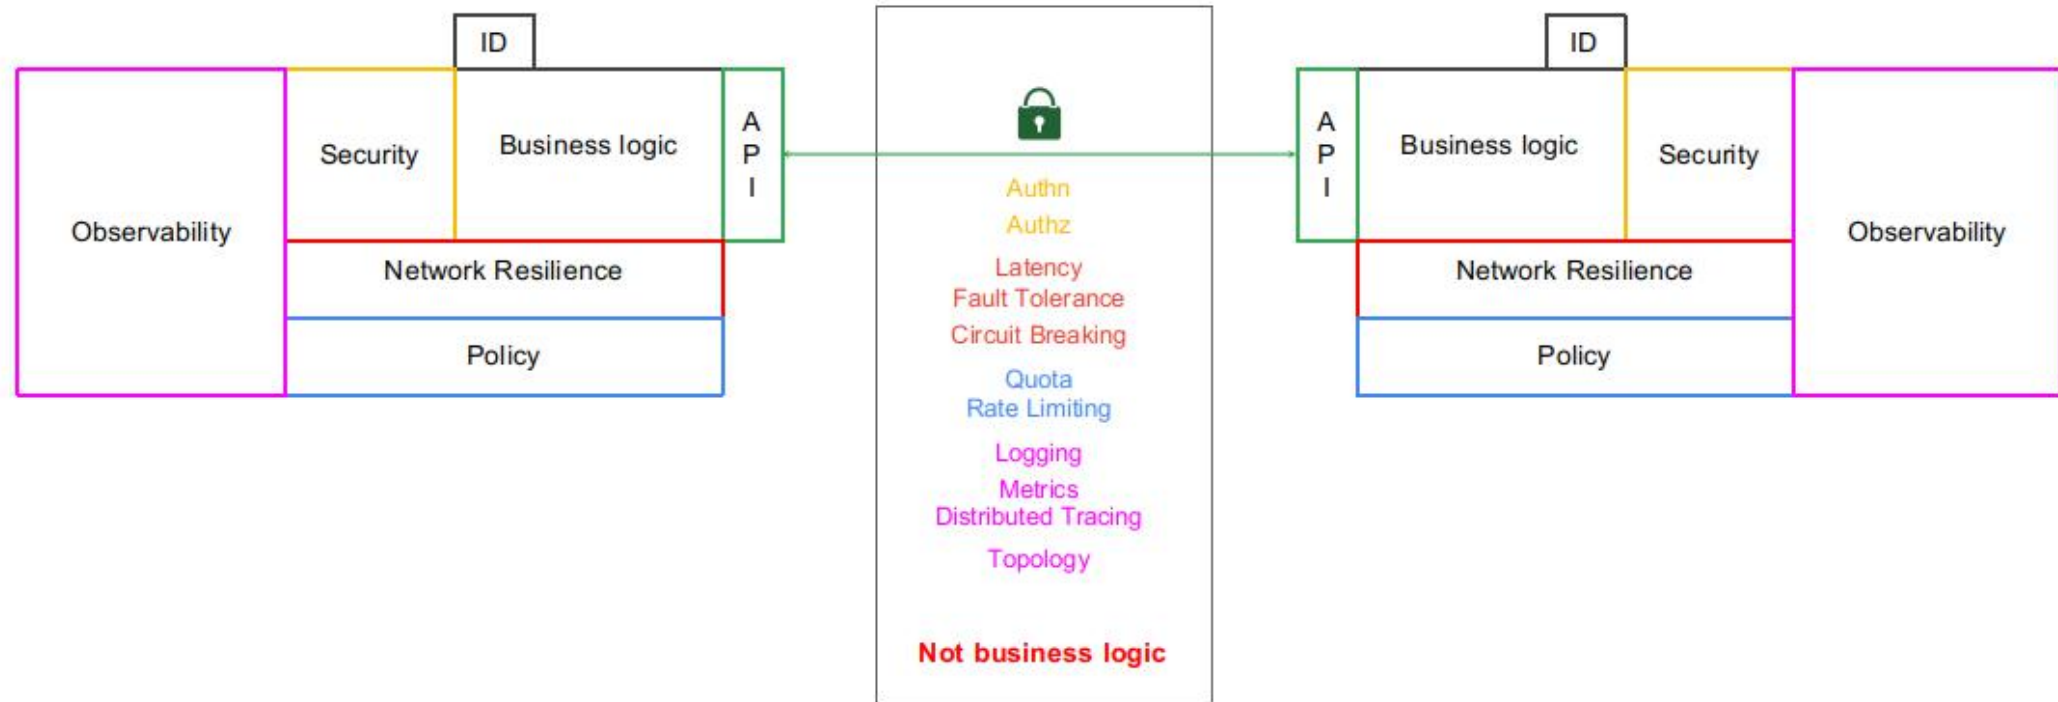 ID
Observability
Security
Business logic
A
P
I
Network Resilience
Policy
Authn
Authz
Latency
Fault Tolerance
Circuit Breaking
Quota
Rate Limiting
Logging
Metrics
Distributed Tracing
Topology
Not business logic
ID
A
P
I
Business logic
Security
Observability
Network Resilience
Policy